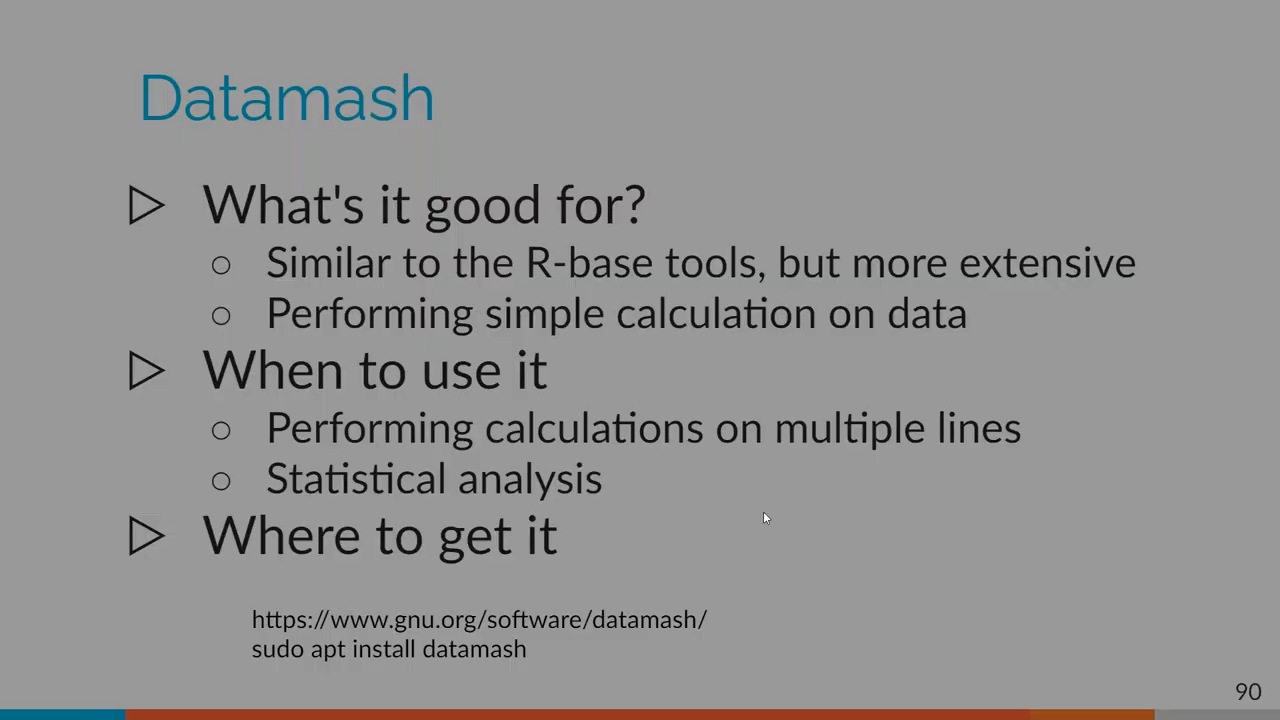 Datamash
What's it good for?
Similar to the R-base tools, but more extensive
Performing simple calculation on data
When to use it
Performing calculations on multiple lines
Statistical analysis
Where to get it
https://www.gnu.org/software/datamash/
sudo apt install datamash
90